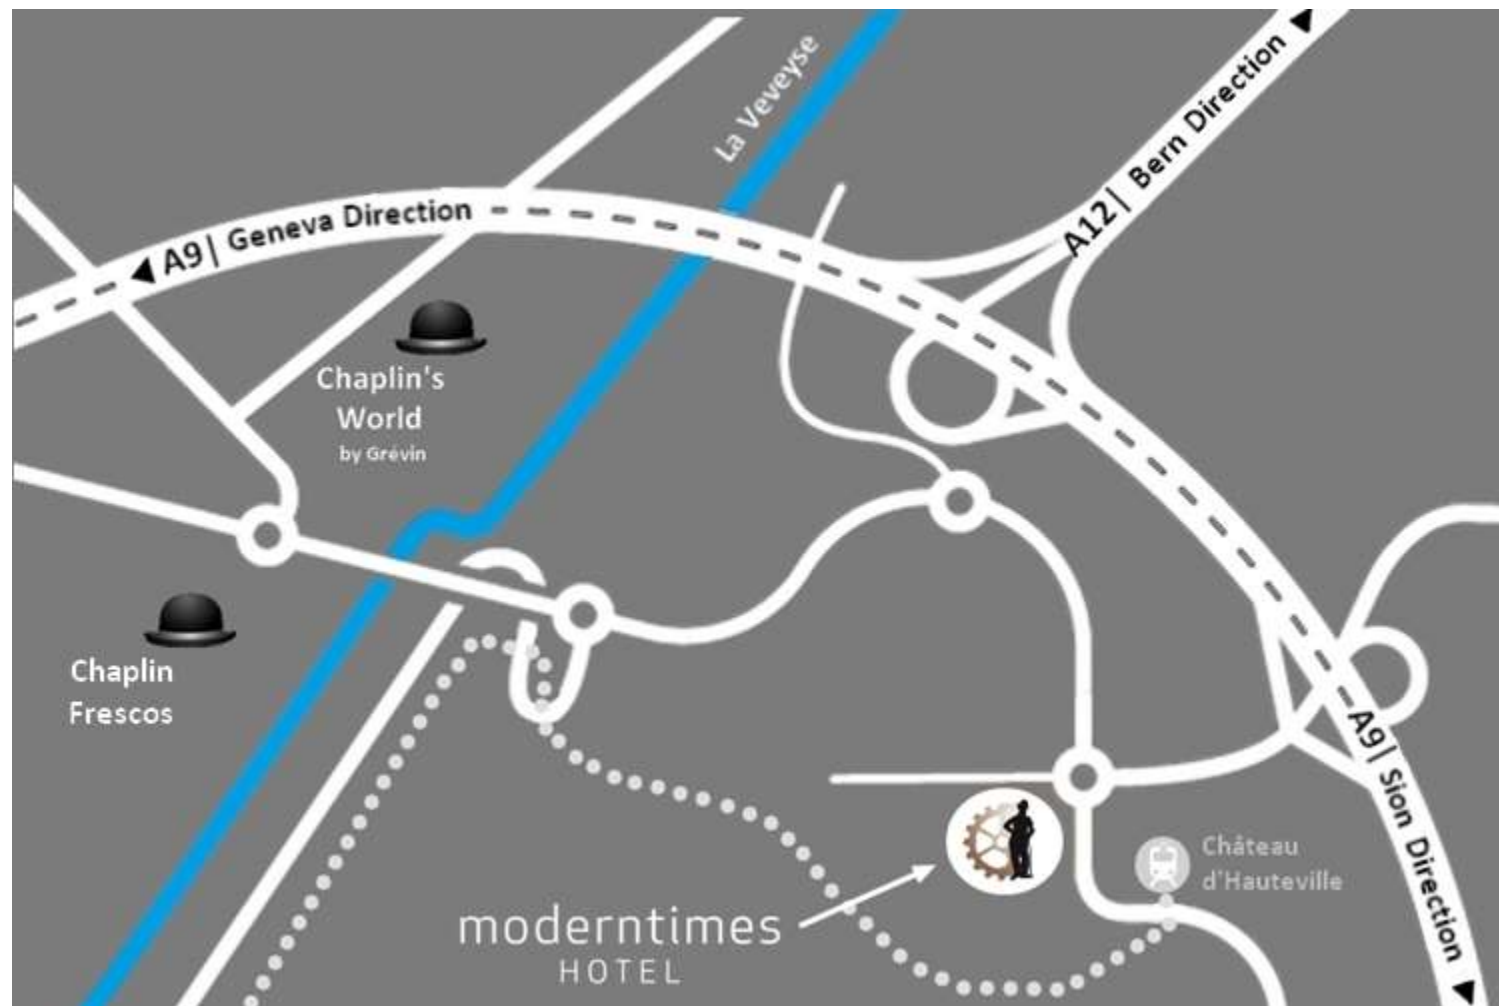 La Veveyse
A12| Bern Direction
A9| Geneva Direction
Chaplin's
World
by Grévin
Chaplin
Frescos
A9| Sion Direction
Château
d'Hauteville
moderntimes
HOTEL